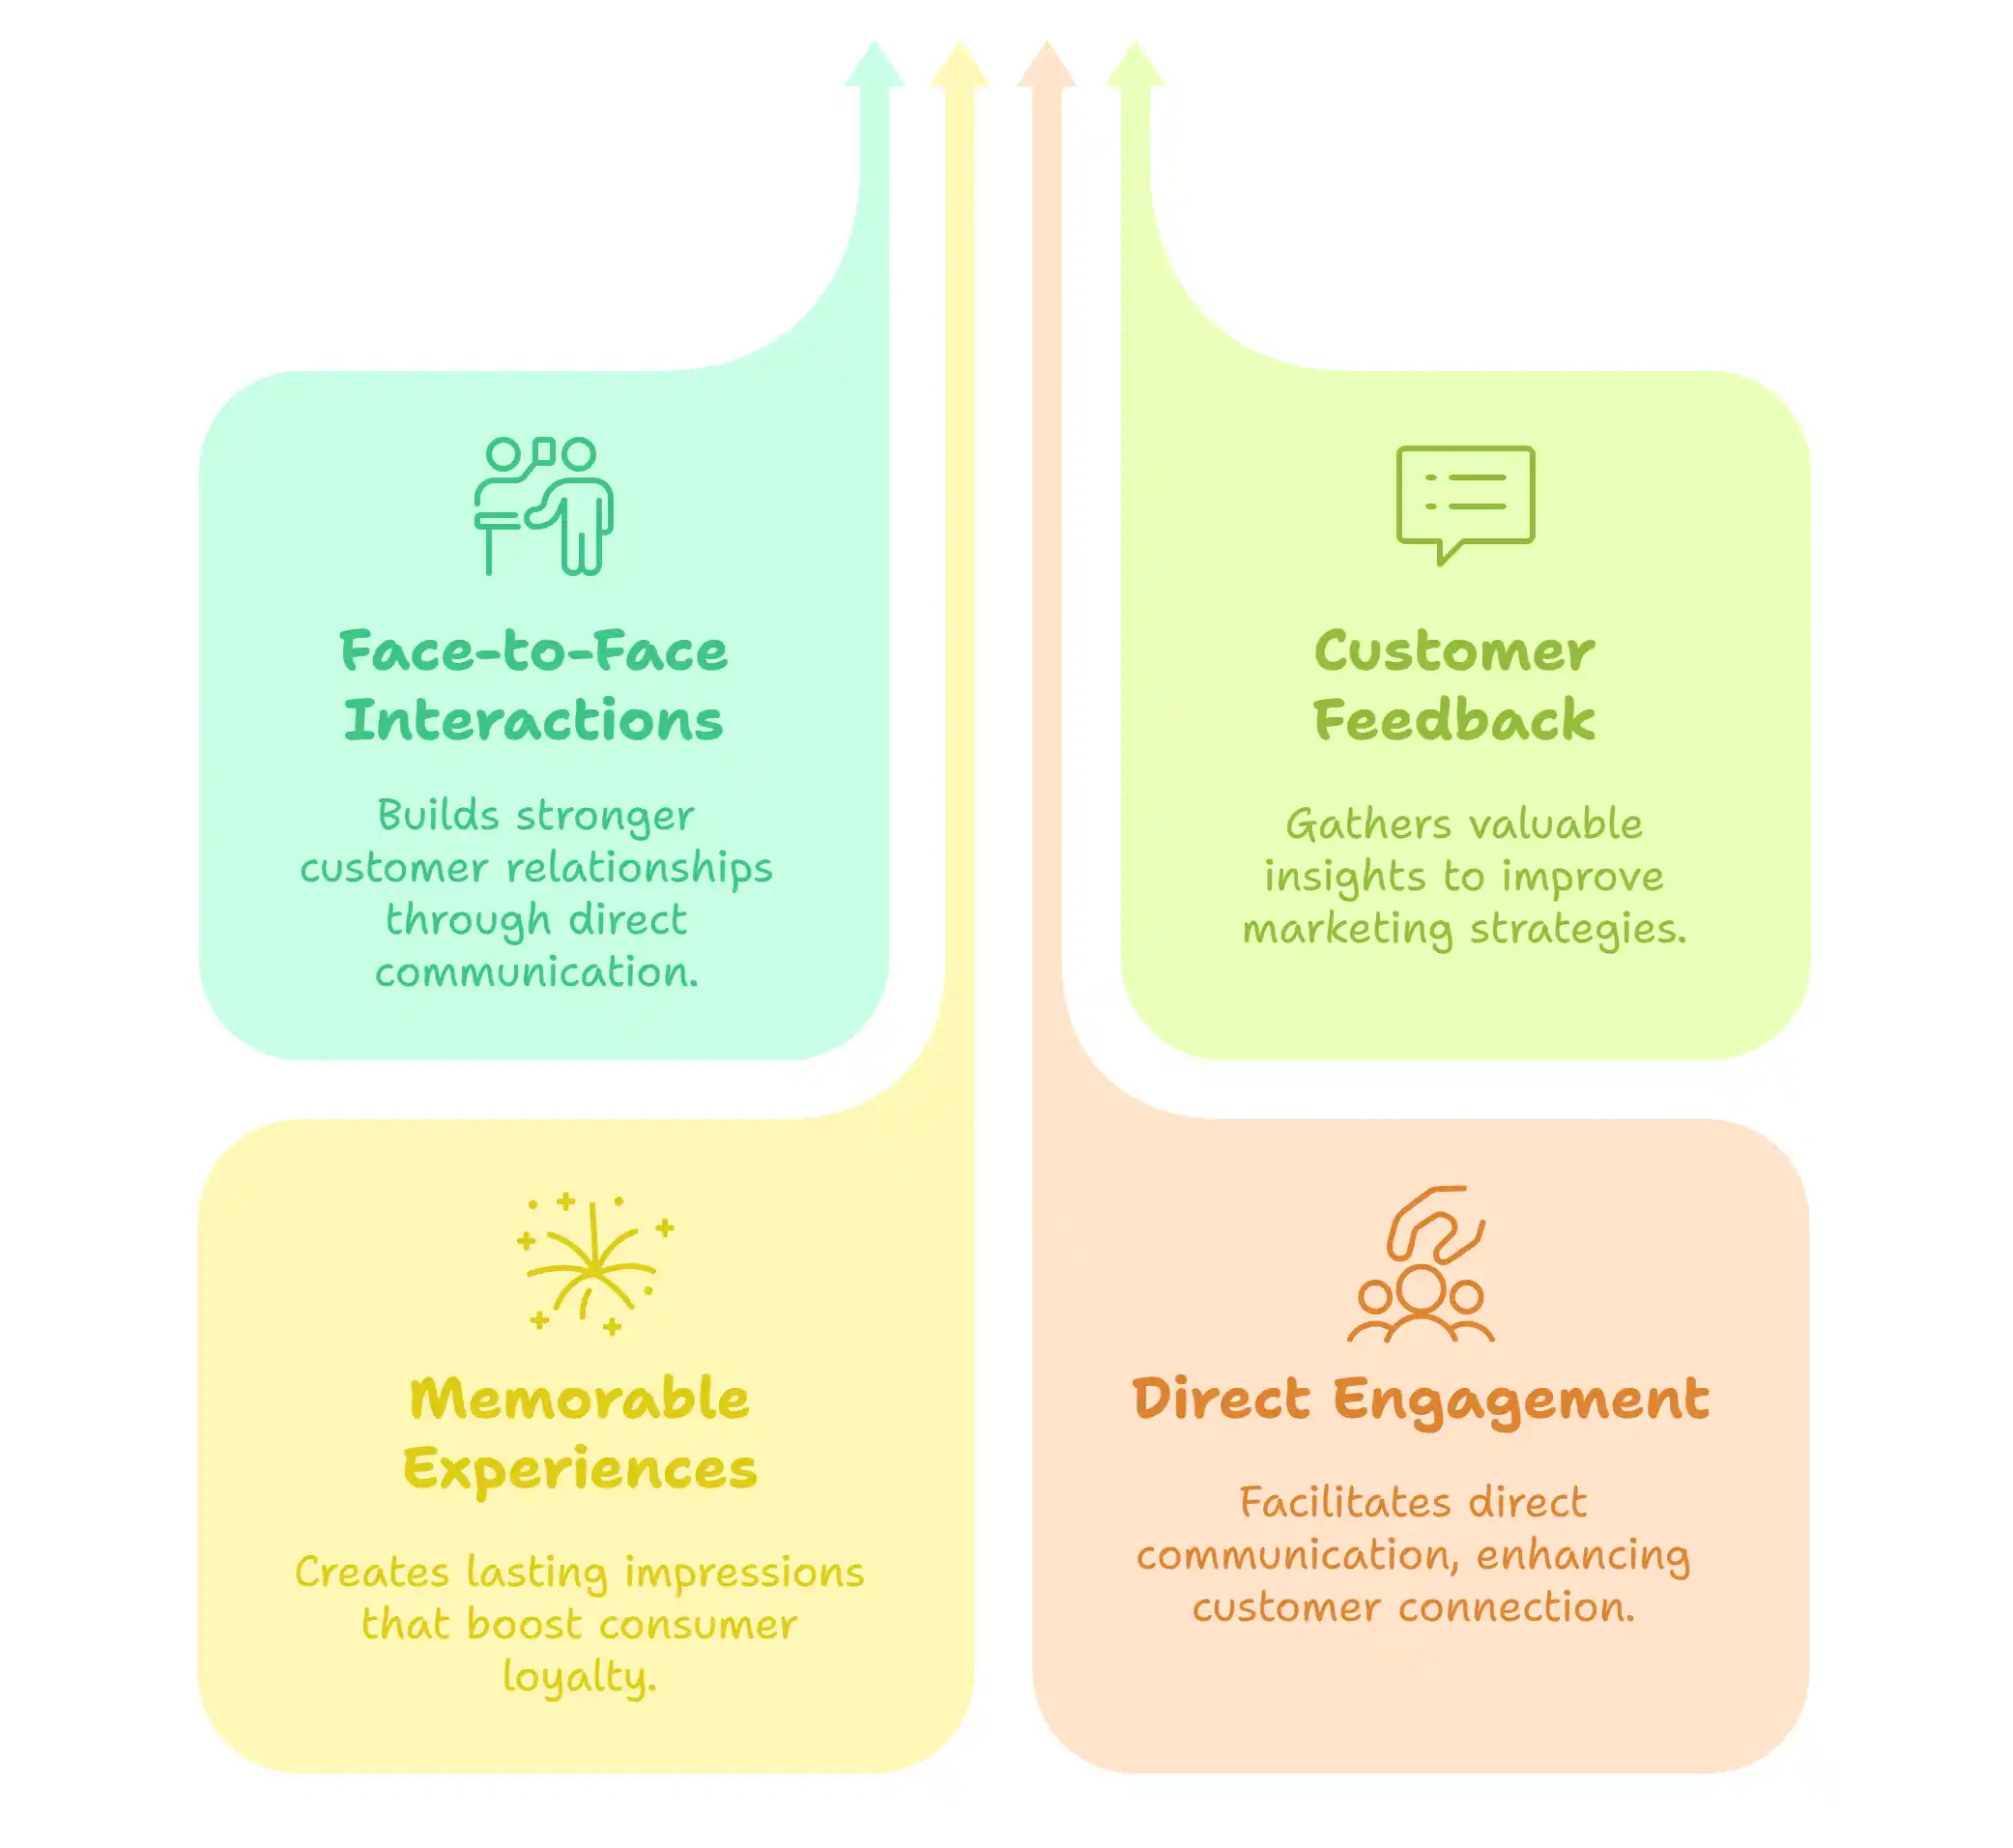 Face-to-Face
Interactions
Builds stronger
customer relationships
through direct
communication.
Customer
Feedback
Gathers valuable
insights to improve
marketing strategies.
Memorable
Experiences
Creates lasting impressions
that boost consumer
loyalty.
Direct Engagement
Facilitates direct
communication, enhancing
customer connection.